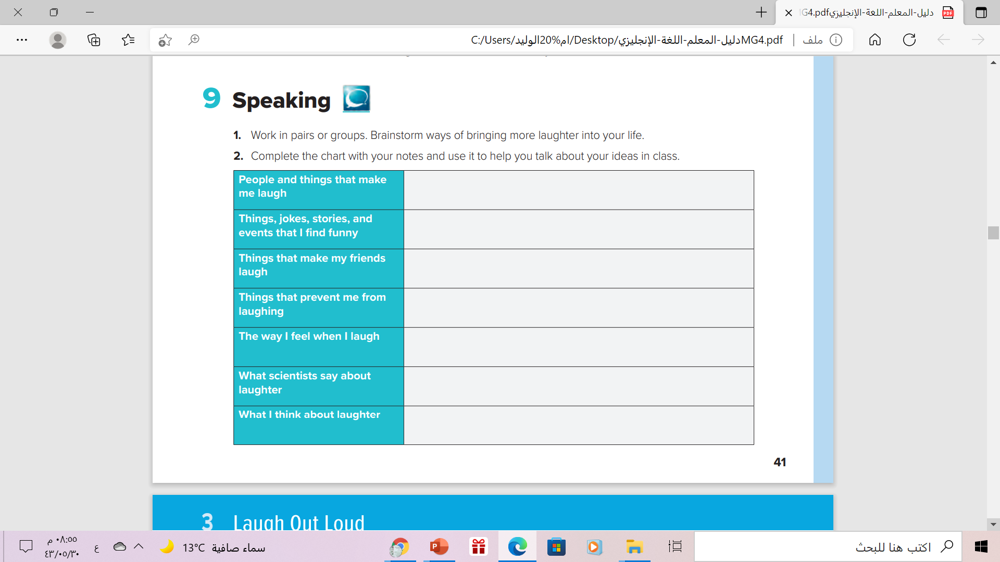 دليل-المعلم-اللغة-الإنجليزيMG4.pdf
C:/Users/ام%20الوليد/Desktop/دليل-المعلم-اللغة-الإنجليزيMG4.pdf
ملف
9 Speaking
1. Work in pairs or groups. Brainstorm ways of bringing more laughter into your life.
2. Complete the chart with your notes and use it to help you talk about your ideas in class.
People and things that make
me laugh
Things, jokes, stories, and
events that I find funny
Things that make my friends
laugh
Things that prevent me from
laughing
The way I feel when I laugh
What scientists say about
laughter
What I think about laughter
41
3 Laugh Out Loud
٠٨:٥٥ م
٤٣/٠٥/٣٠
ع
13°C سماء صافية
اكتب هنا للبحث